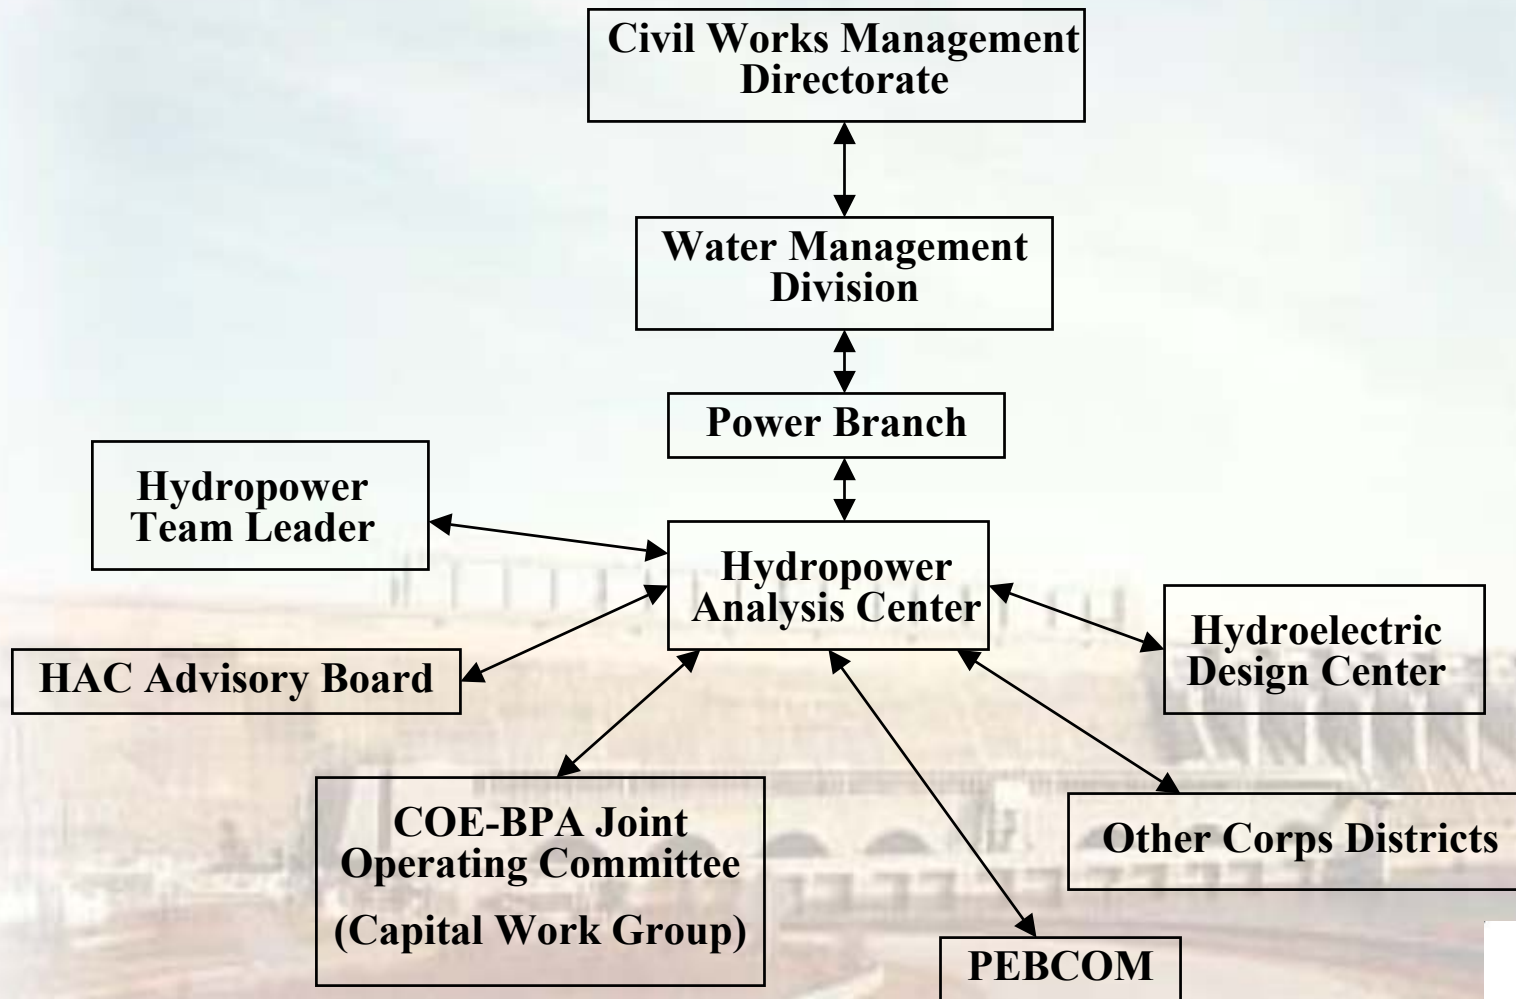 Civil Works Management
Directorate
Water Management
Division
Power Branch
Hydropower
Team Leader
Hydropower
Analysis Center
HAC Advisory Board
Hydroelectric
Design Center
COE-BPA Joint
Operating Committee
(Capital Work Group)
Other Corps Districts
PEBCOM